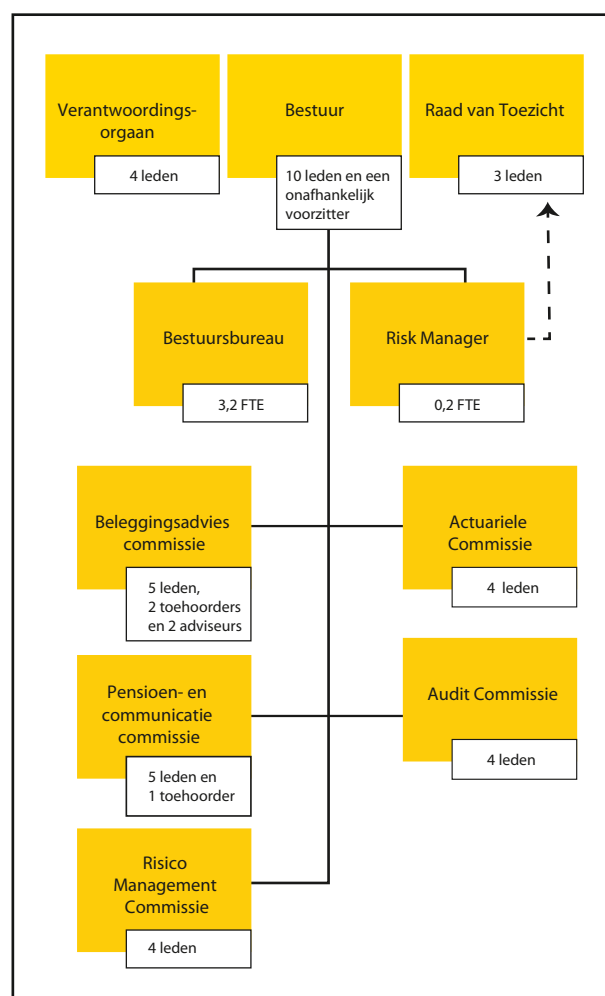 Verantwoordings-
orgaan
4 leden
Bestuur
10 leden en een
onafhankelijk
voorzitter
Raad van Toezicht
3 leden
Bestuursbureau
3,2 FTE
Risk Manager
0,2 FTE
Beleggingsadvies
commissie
5 leden,
2 toehoorders
en 2 adviseurs
Actuariele
Commissie
4 leden
Pensioen- en
communicatie
commissie
5 leden en
1 toehoorder
Audit Commissie
4 leden
Risico
Management
Commissie
4 leden